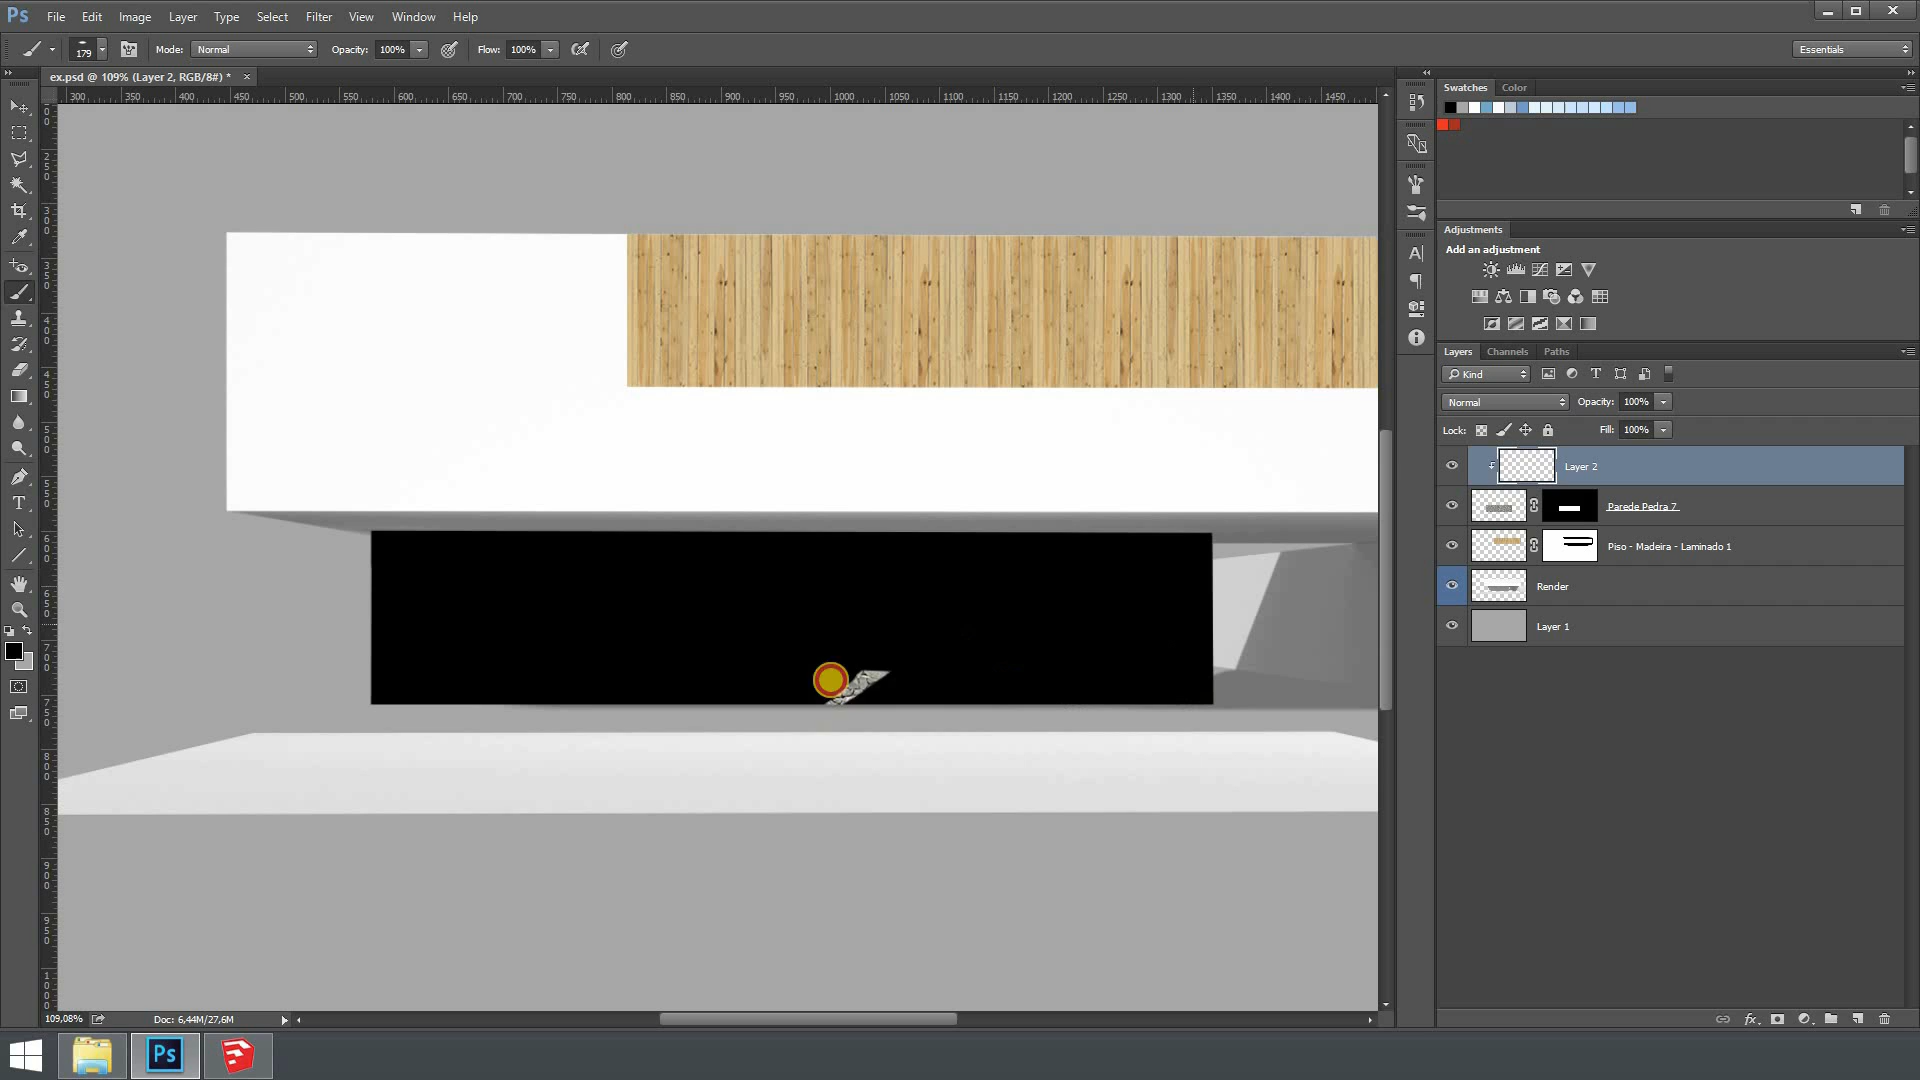 Ps File Edit Image Layer Type Select Filter View Window Help
179 Mode: Normal Opacity: 100% Flow: 100% Essentials
ex.psd @ 109% (Layer 2, RGB/8#) * ×
300 350 400 450 500 550 600 650 700 750 800 850 900 950 1000 1050 1100 1150 1200 1250 1300 1350 1400 1450
Swatches Color
Adjustments
Add an adjustment
Layers Channels Paths
Kind
Normal Opacity: 100%
Lock: Fill: 100%
Layer 2
Parede Pedra 7
Piso - Madeira - Laminado 1
Render
Layer 1
109,08% Doc: 6,44M/27,6M
fx
Ps